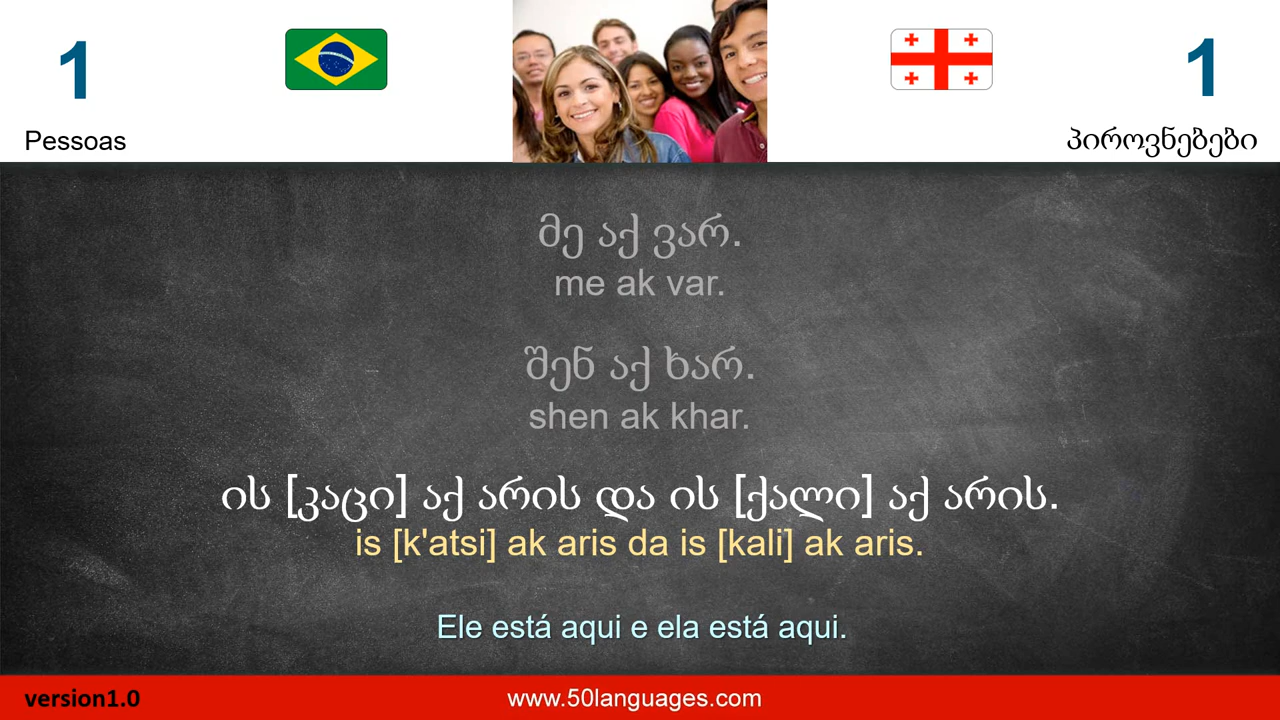 1
1
Pessoas
პიროვნებები
მე აქ ვარ.
me ak var.
შენ აქ ხარ.
shen ak khar.
ის [კაცი] აქ არის და ის [ქალი] აქ არის.
is [k'atsi] ak aris da is [kali] ak aris.
Ele está aqui e ela está aqui.
version1.0
www.50languages.com